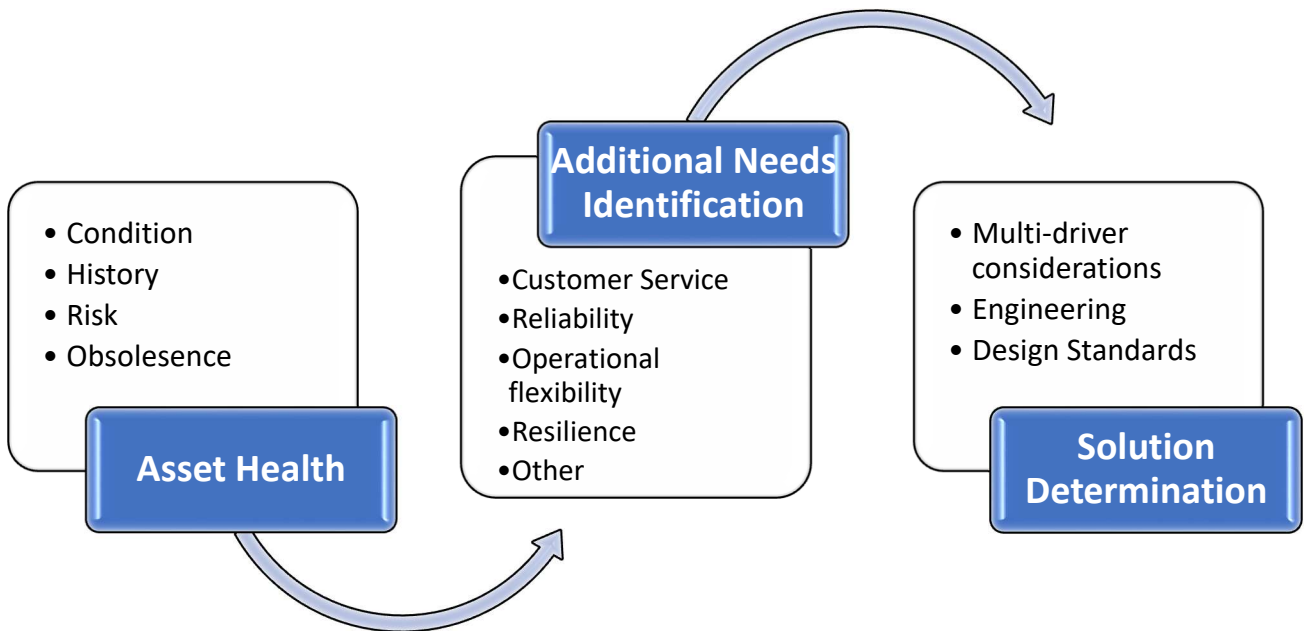 • Condition
• History
• Risk
• Obsolesence
Asset Health
Additional Needs
Identification
•Customer Service
•Reliability
•Operational
flexibility
•Resilience
•Other
• Multi-driver
considerations
• Engineering
• Design Standards
Solution
Determination